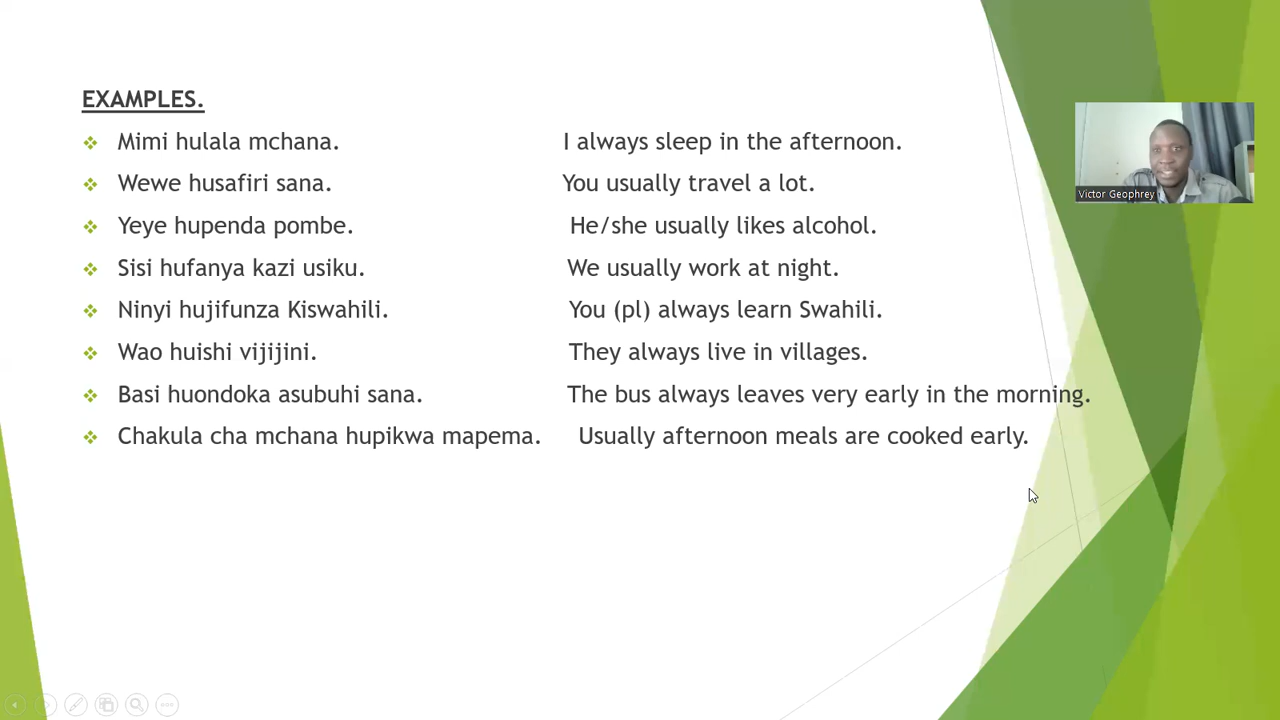 EXAMPLES.
Mimi hulala mchana. I always sleep in the afternoon.
Wewe husafiri sana. You usually travel a lot.
Yeye hupenda pombe. He/she usually likes alcohol.
Sisi hufanya kazi usiku. We usually work at night.
Ninyi hujifunza Kiswahili. You (pl) always learn Swahili.
Wao huishi vijijini. They always live in villages.
Basi huondoka asubuhi sana. The bus always leaves very early in the morning.
Chakula cha mchana hupikwa mapema. Usually afternoon meals are cooked early.
Victor Geophrey